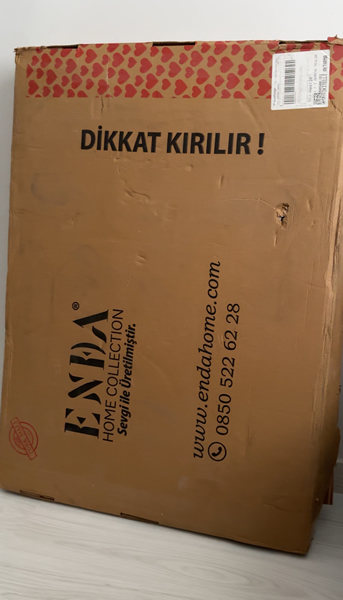 DİKKAT KIRILIR !
ENDA®
HOME COLLECTION
Sevgi ile Üretilmiştir.
www.endahome.com
0850 522 62 28